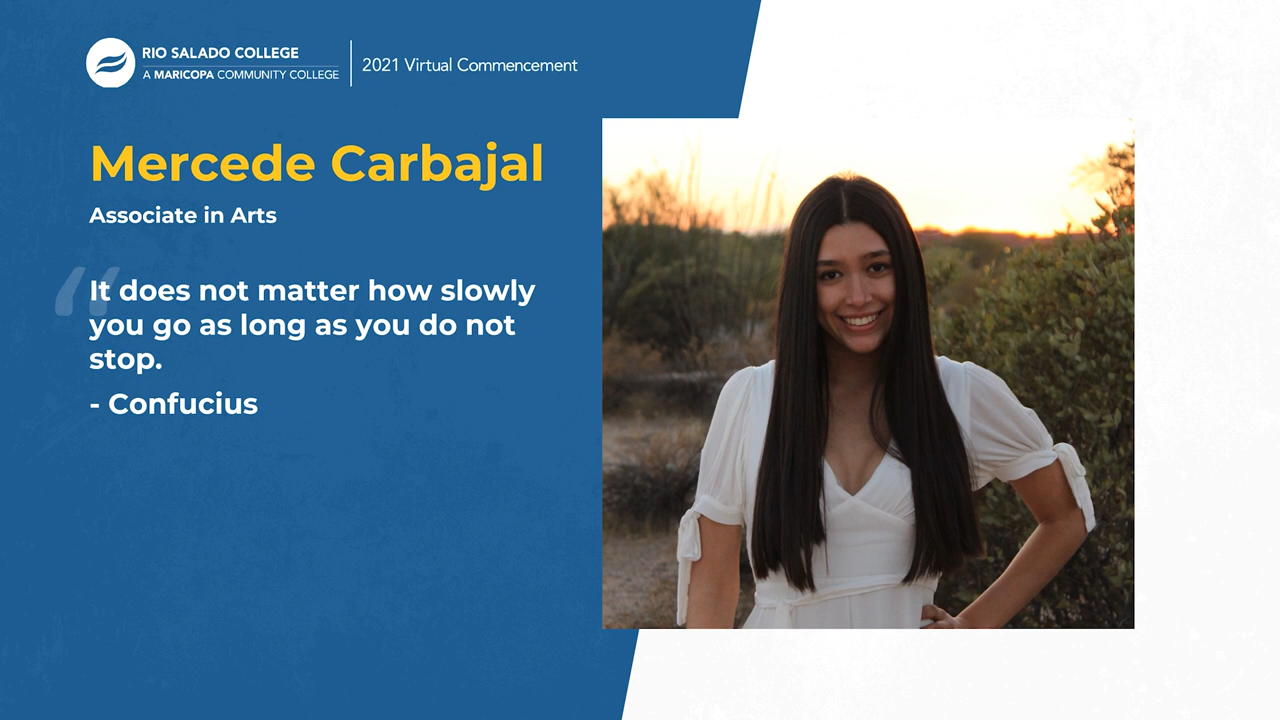 RIO SALADO COLLEGE
A MARICOPA COMMUNITY COLLEGE
2021 Virtual Commencement
Mercede Carbajal
Associate in Arts
“
It does not matter how slowly
you go as long as you do not
stop.
- Confucius